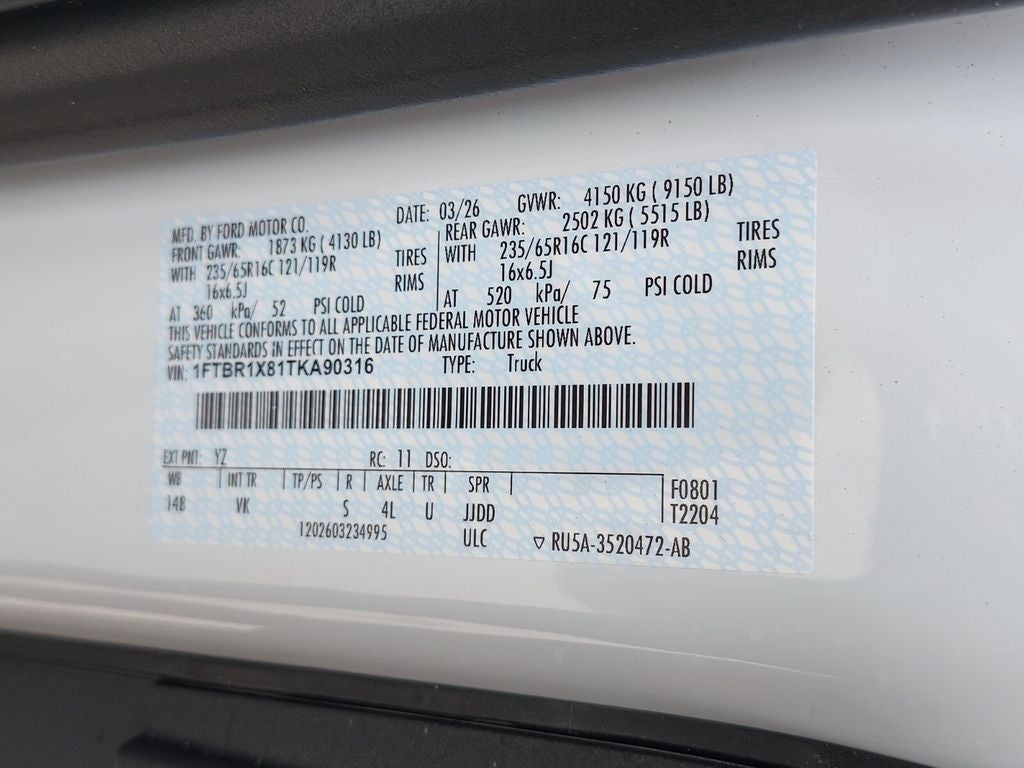 MFD. BY FORD MOTOR CO. DATE: 03/26 GVWR: 4150 KG ( 9150 LB)
FRONT GAWR: 1873 KG ( 4130 LB) REAR GAWR: 2502 KG ( 5515 LB)
WITH 235/65R16C 121/119R TIRES WITH 235/65R16C 121/119R TIRES
16x6.5J RIMS 16x6.5J RIMS
AT 360 kPa/ 52 PSI COLD AT 520 kPa/ 75 PSI COLD
THIS VEHICLE CONFORMS TO ALL APPLICABLE FEDERAL MOTOR VEHICLE
SAFETY STANDARDS IN EFFECT ON THE DATE OF MANUFACTURE SHOWN ABOVE.
VIN: 1FTBR1X81TKA90316 TYPE: Truck
EXT PNT: YZ RC: 11 DSO:
WB INT TR TP/PS R AXLE TR SPR F0801
148 VK S 4L U JJDD T2204
1202603234995 ULC ▽ RU5A-3520472-AB